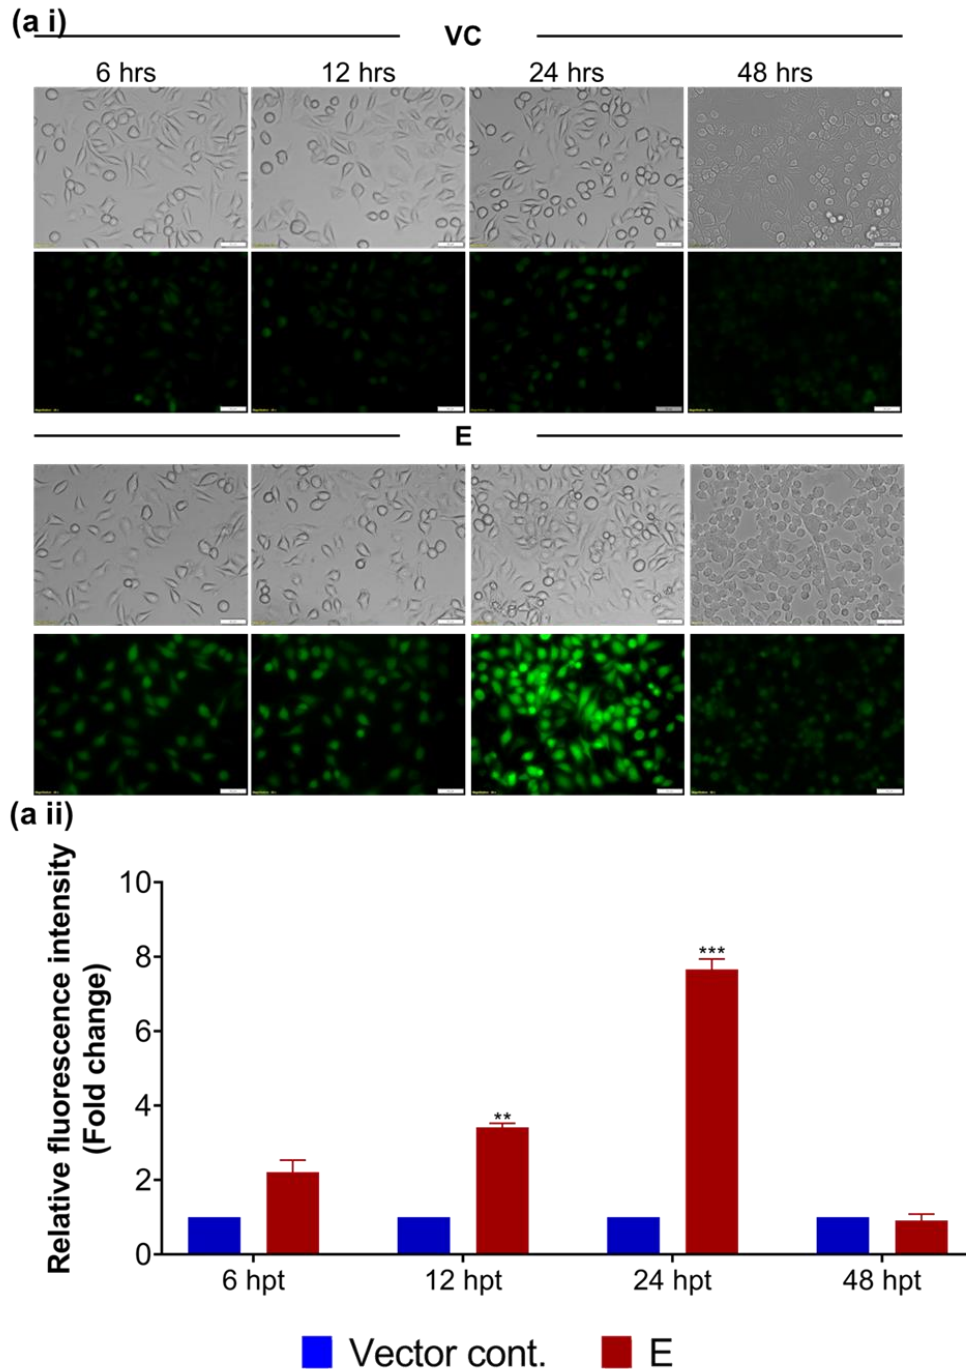 (a i)
VC
6 hrs
12 hrs
24 hrs
48 hrs
E
(a ii)
Relative fluorescence intensity
(Fold change)
10
8
6
4
2
0
**
***
6 hpt
12 hpt
24 hpt
48 hpt
Vector cont.
E